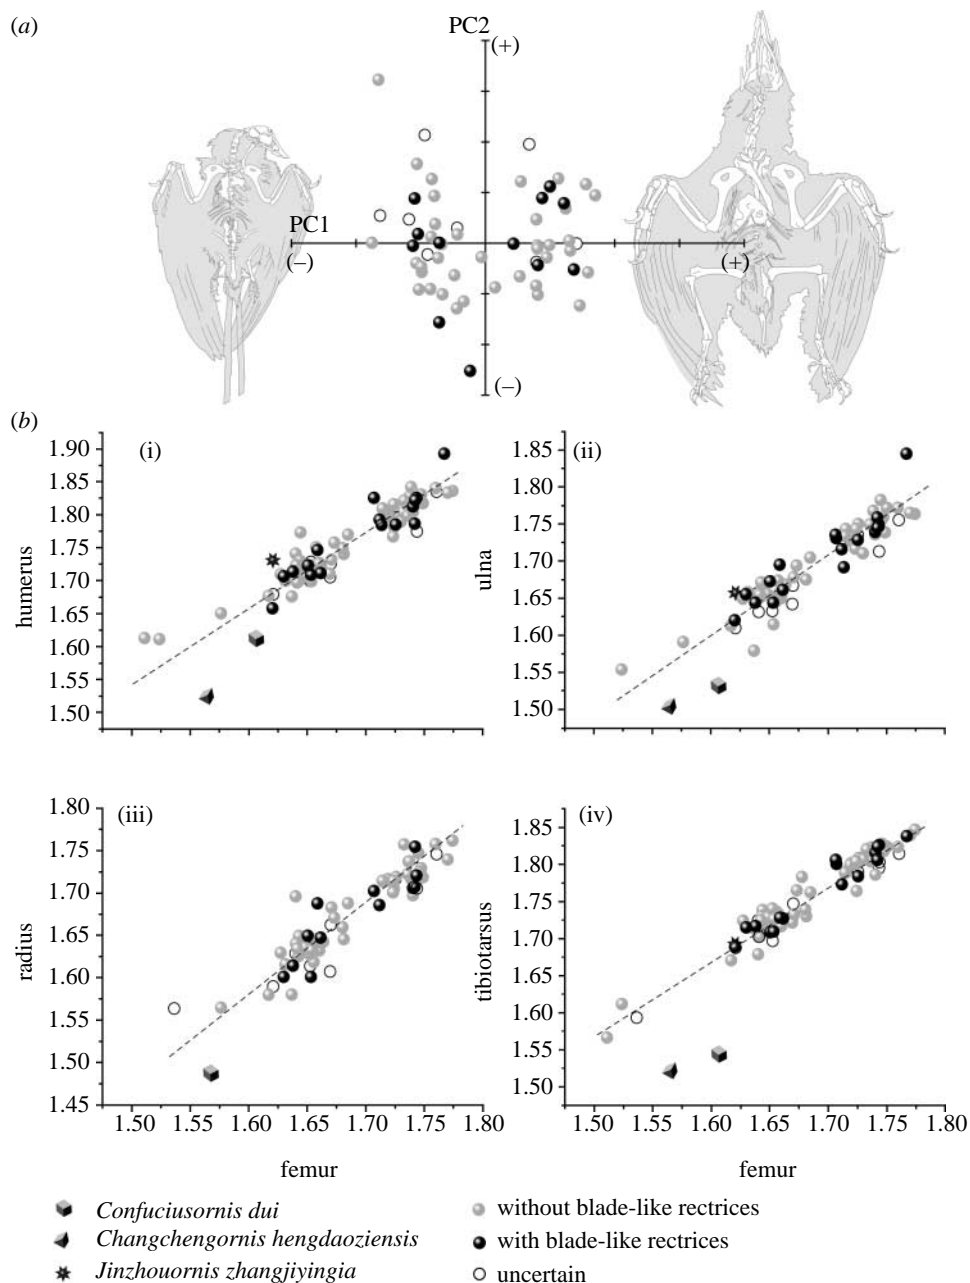 (a)
PC2
(+)
PC1
(–)
(+)
(–)
(b)
(i)
humerus
1.90
1.85
1.80
1.75
1.70
1.65
1.60
1.55
1.50
(ii)
ulna
1.85
1.80
1.75
1.70
1.65
1.60
1.55
1.50
(iii)
radius
1.80
1.75
1.70
1.65
1.60
1.55
1.50
1.45
1.50 1.55 1.60 1.65 1.70 1.75 1.80
femur
(iv)
tibiotarsus
1.85
1.80
1.75
1.70
1.65
1.60
1.55
1.50
1.50 1.55 1.60 1.65 1.70 1.75 1.80
femur
Confuciusornis dui
Changchengornis hengdaoziensis
Jinzhouornis zhangjiyingia
without blade-like rectrices
with blade-like rectrices
uncertain